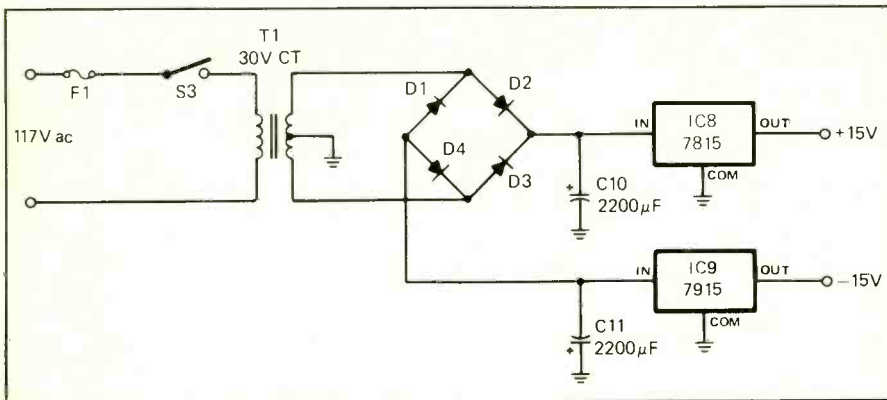 T1
30V CT
F1
S3
117V ac
D1
D2
D4
D3
C10
2200µF
IN
IC8
7815
OUT
COM
+15V
C11
2200µF
IN
IC9
7915
OUT
COM
−15V